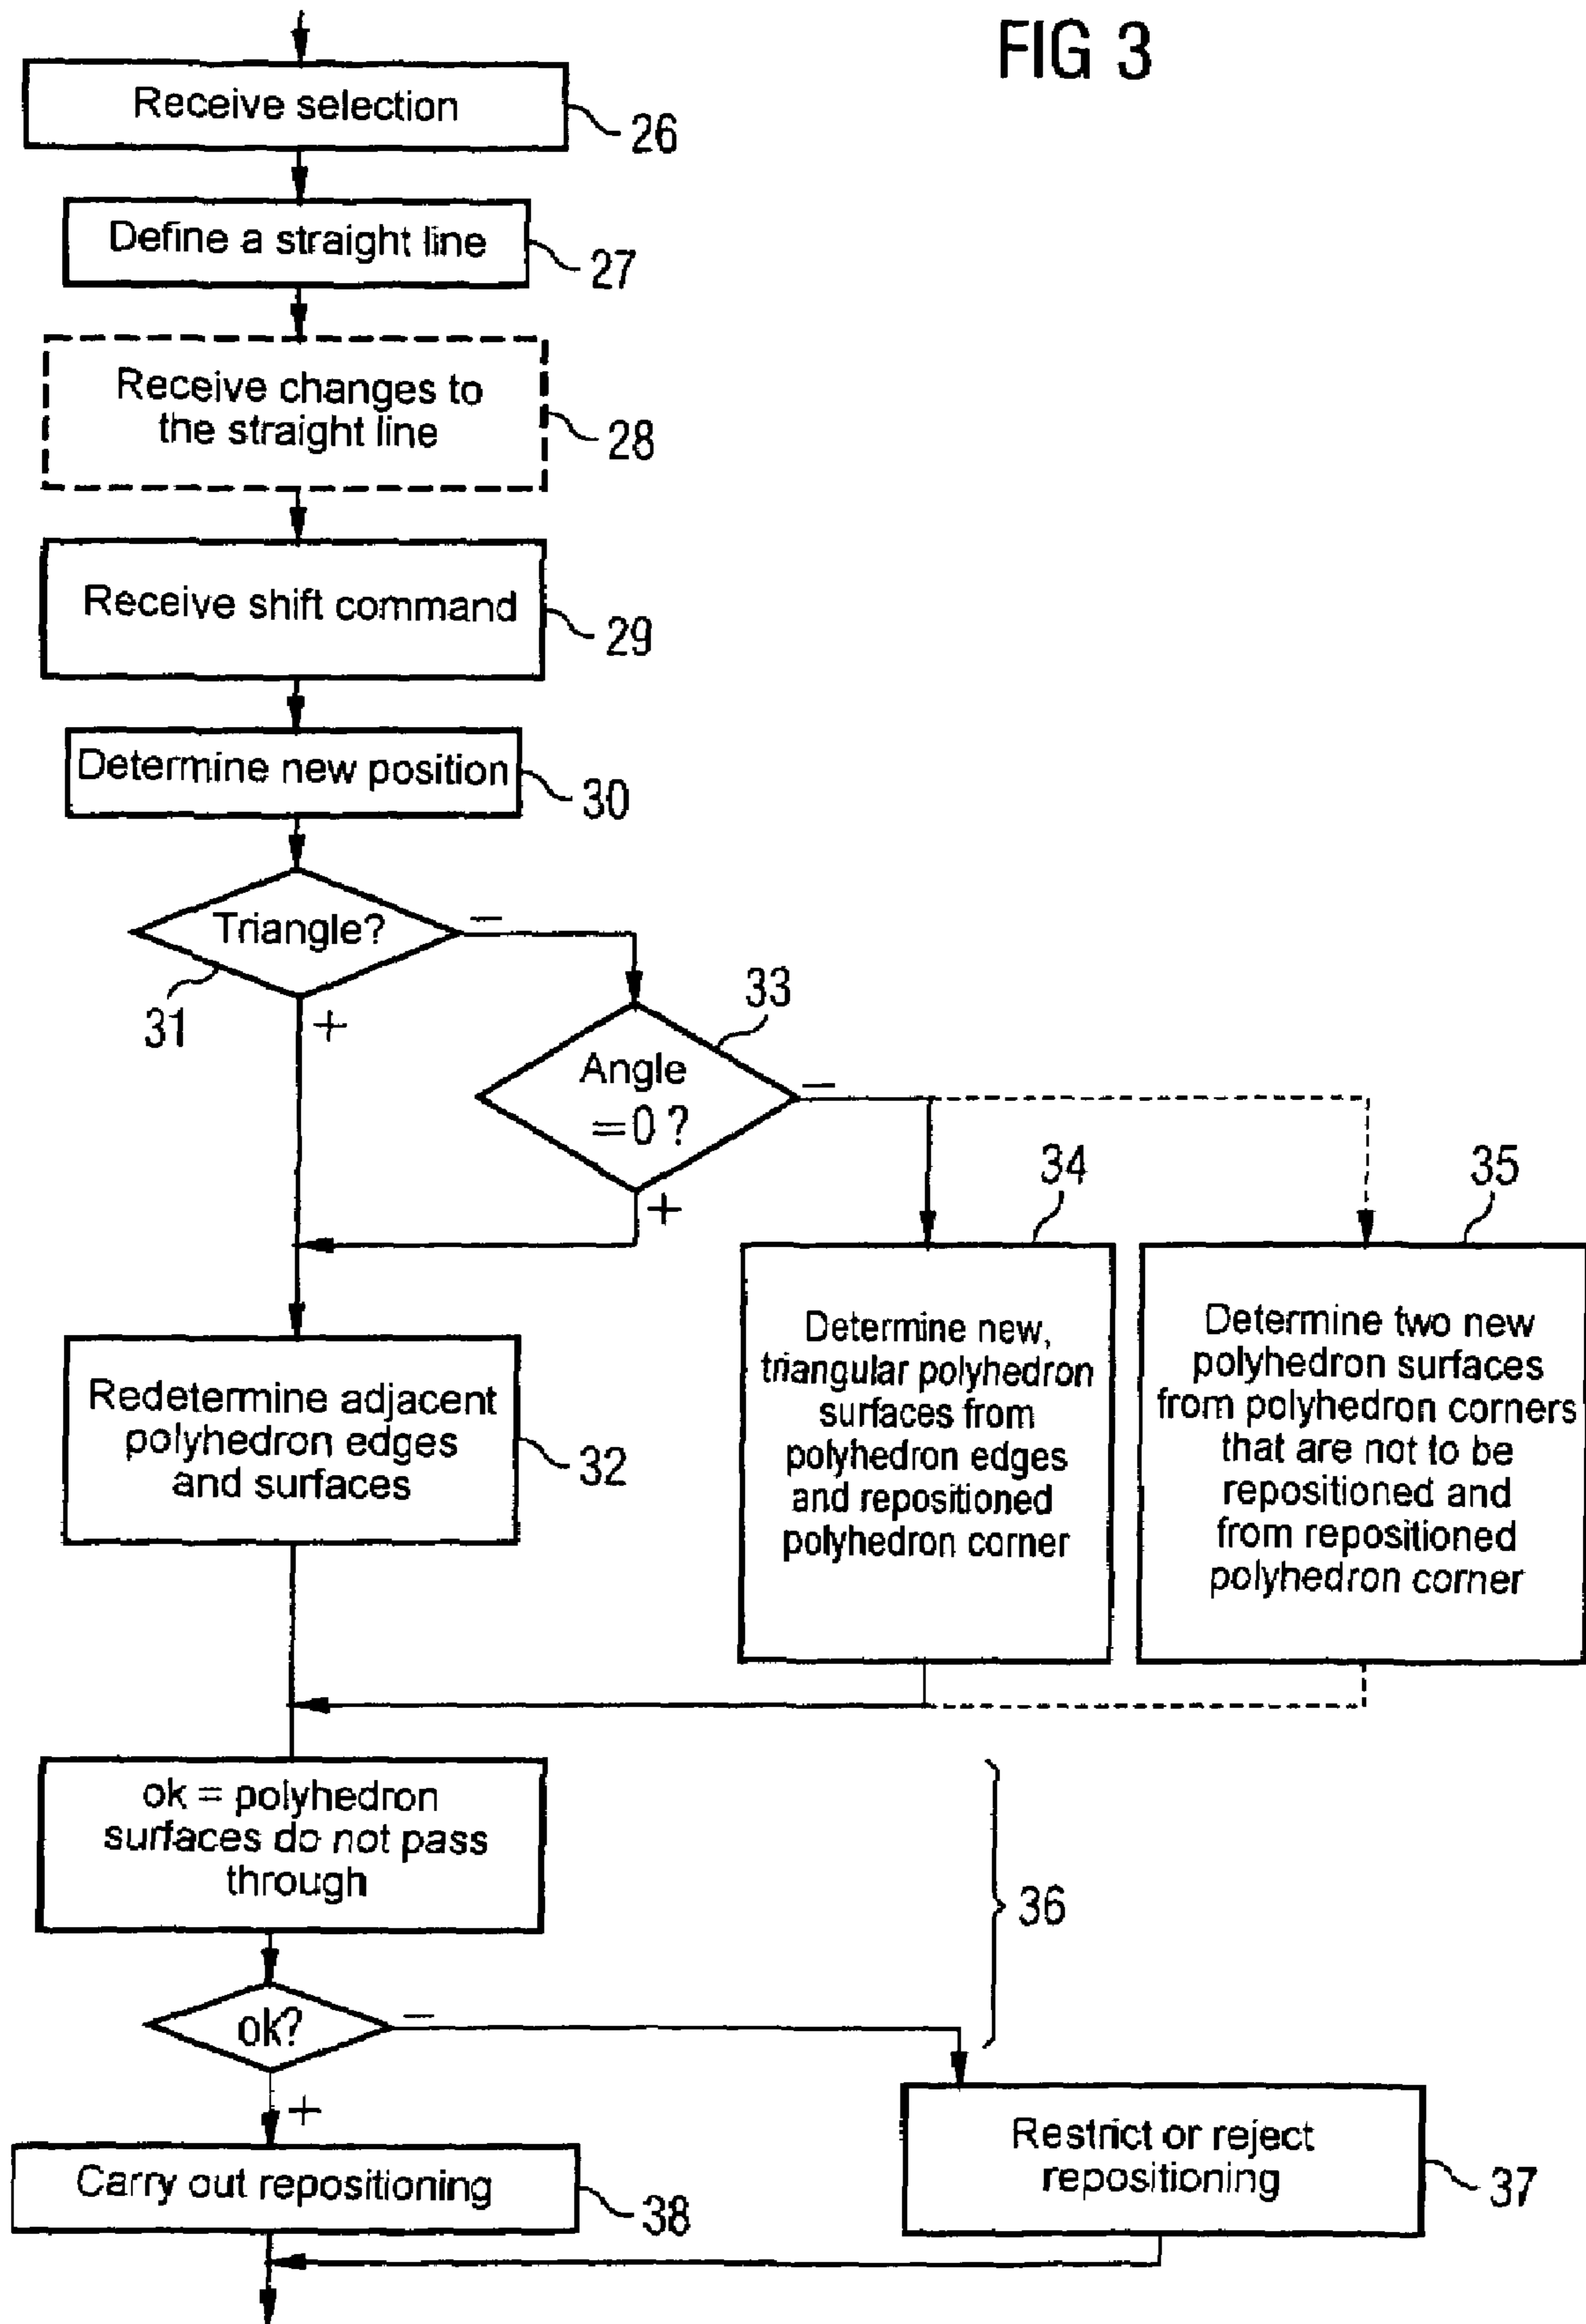 FIG 3
Receive selection
26
Define a straight line
27
Receive changes to
the straight line
28
Receive shift command
29
Determine new position
30
Triangle?
−
31
+
33
Angle
=0?
−
+
34
35
Determine new,
triangular polyhedron
surfaces from
polyhedron edges
and repositioned
polyhedron corner
Determine two new
polyhedron surfaces
from polyhedron corners
that are not to be
repositioned and
from repositioned
polyhedron corner
Redetermine adjacent
polyhedron edges
and surfaces
32
ok = polyhedron
surfaces do not pass
through
36
ok?
−
+
Carry out repositioning
38
Restrict or reject
repositioning
37